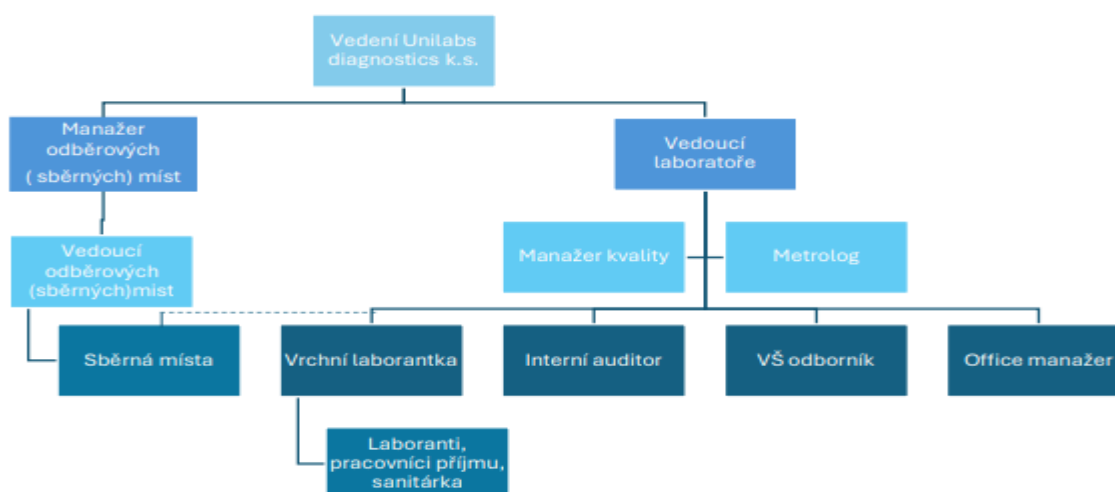 Vedení Unilabs
diagnostics k.s.
Manažer
odběrových
( sběrných) míst
Vedoucí
laboratoře
Vedoucí
odběrových
(sběrných)mist
Manažer kvality
Metrolog
Sběrná místa
Vrchní laborantka
Interní auditor
VŠ odborník
Office manažer
Laboranti,
pracovníci příjmu,
sanitárka